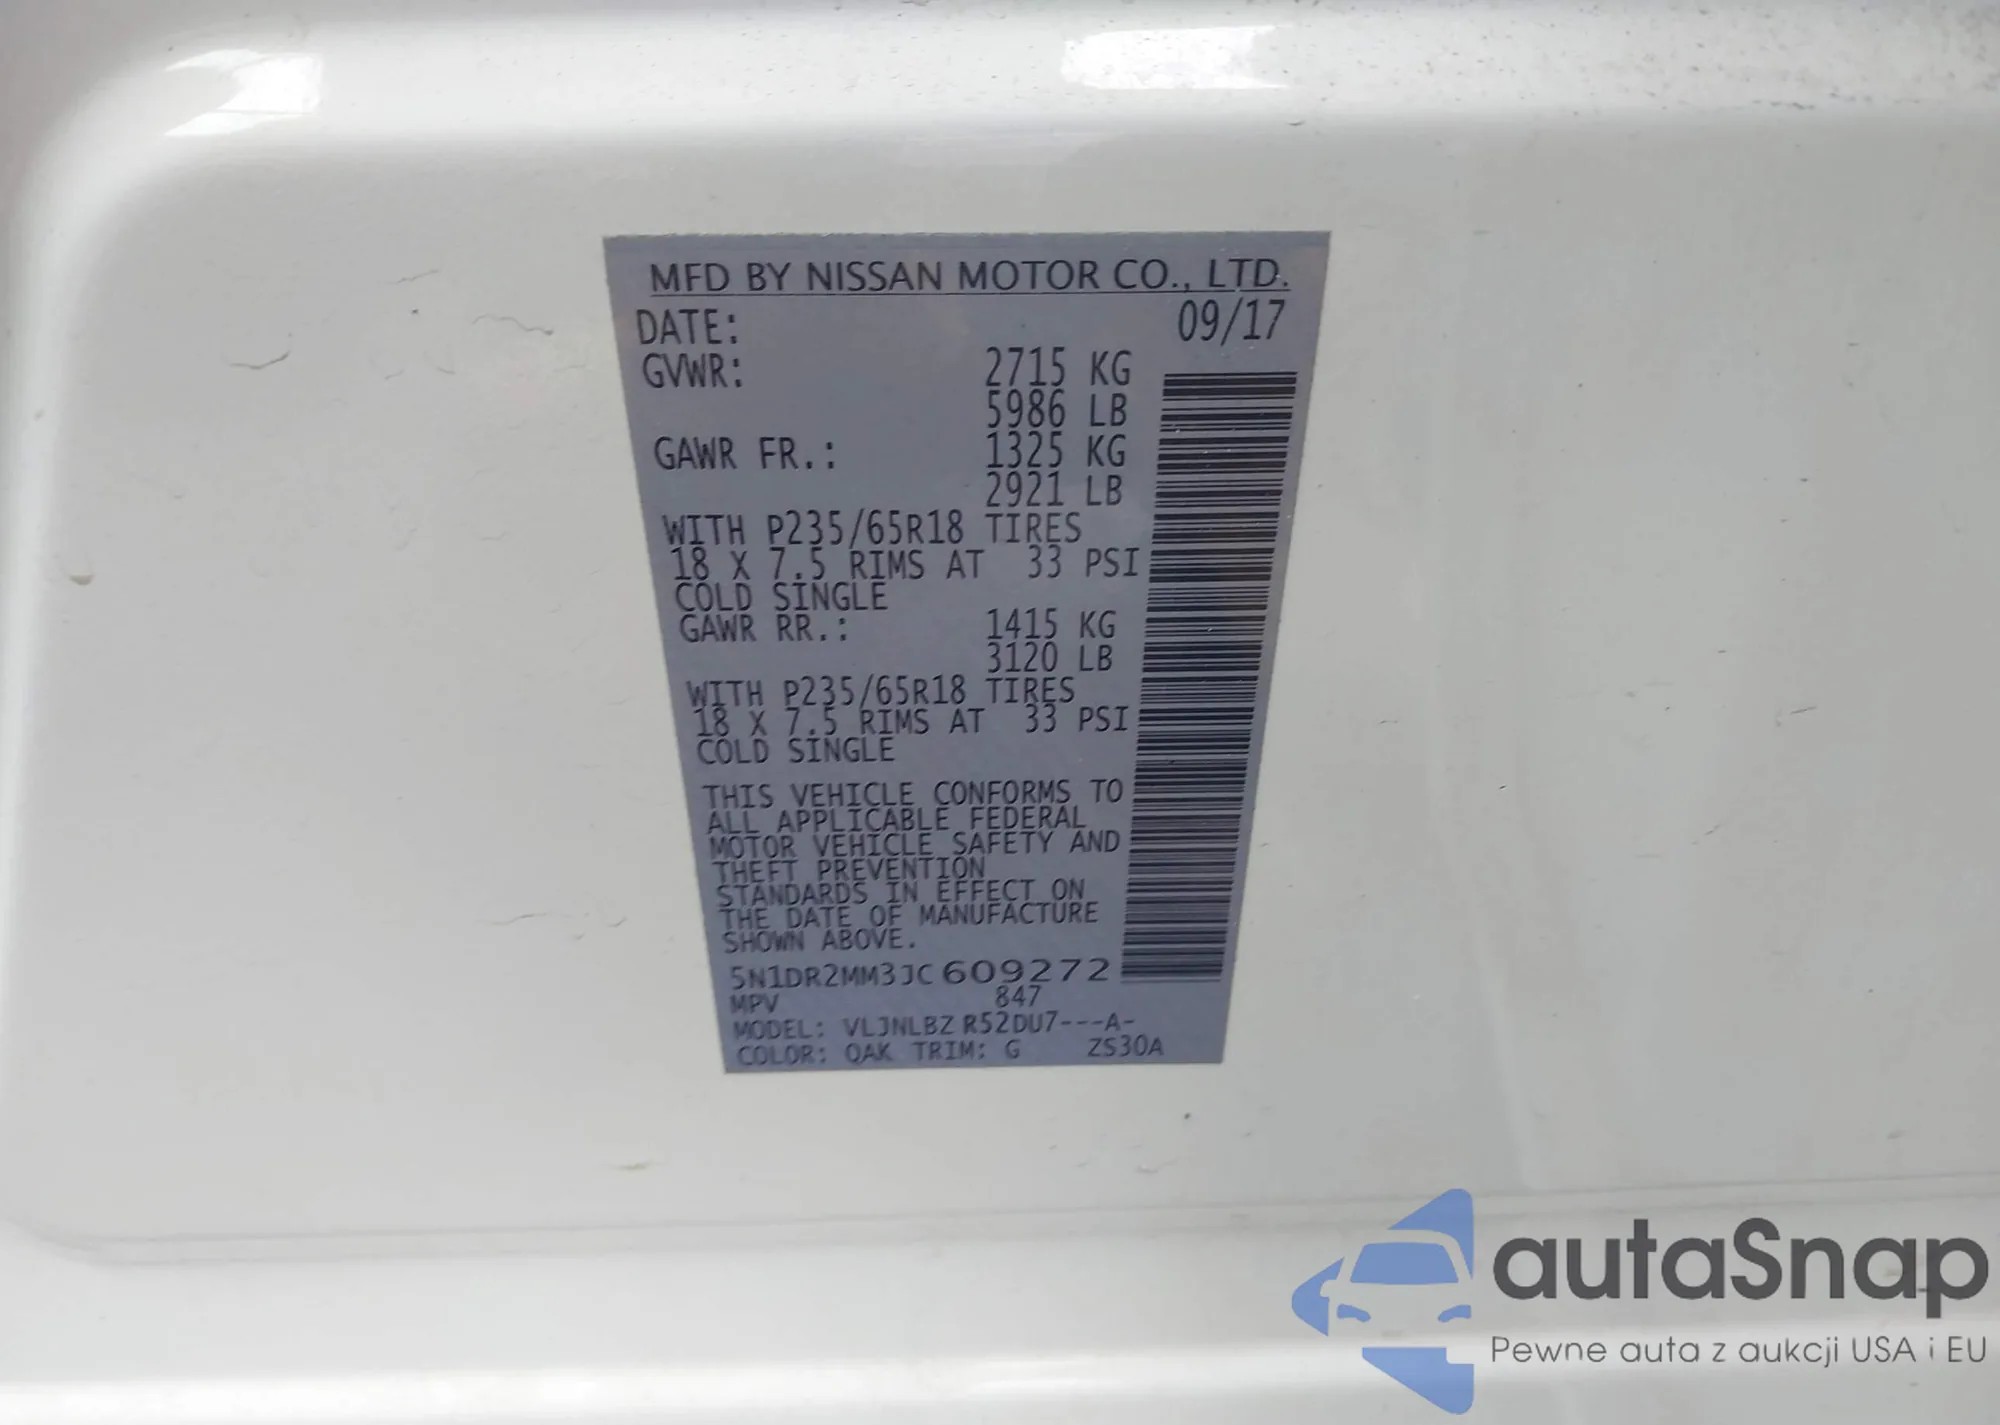 MFD BY NISSAN MOTOR CO., LTD.
DATE: 09/17
GVWR: 2715 KG
5986 LB
GAWR FR.: 1325 KG
2921 LB
WITH P235/65R18 TIRES
18 X 7.5 RIMS AT 33 PSI
COLD SINGLE
GAWR RR.: 1415 KG
3120 LB
WITH P235/65R18 TIRES
18 X 7.5 RIMS AT 33 PSI
COLD SINGLE
THIS VEHICLE CONFORMS TO
ALL APPLICABLE FEDERAL
MOTOR VEHICLE SAFETY AND
THEFT PREVENTION
STANDARDS IN EFFECT ON
THE DATE OF MANUFACTURE
SHOWN ABOVE.
5N1DR2MM3JC609272
MPV 847
MODEL: VLJNLBZ R52DU7---A-
COLOR: QAK TRIM: G ZS30A
autaSnap
Pewne auta z aukcji USA i EU